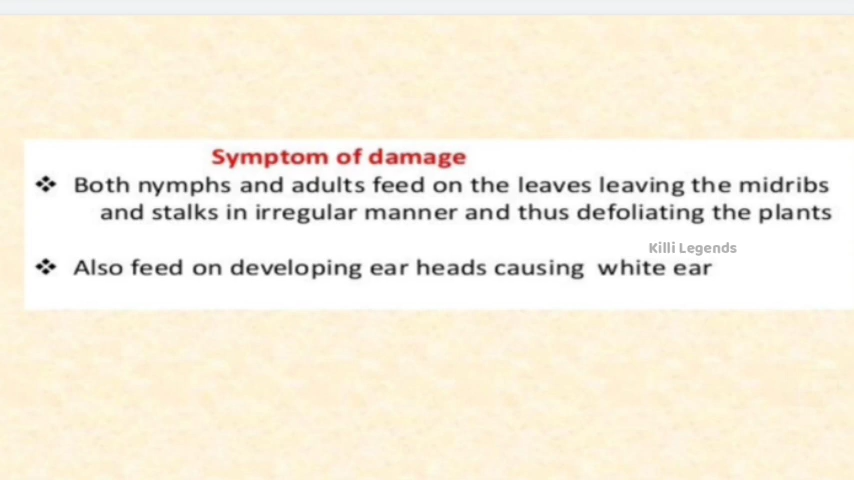 Symptom of damage
❖ Both nymphs and adults feed on the leaves leaving the midribs
and stalks in irregular manner and thus defoliating the plants
Killi Legends
❖ Also feed on developing ear heads causing white ear